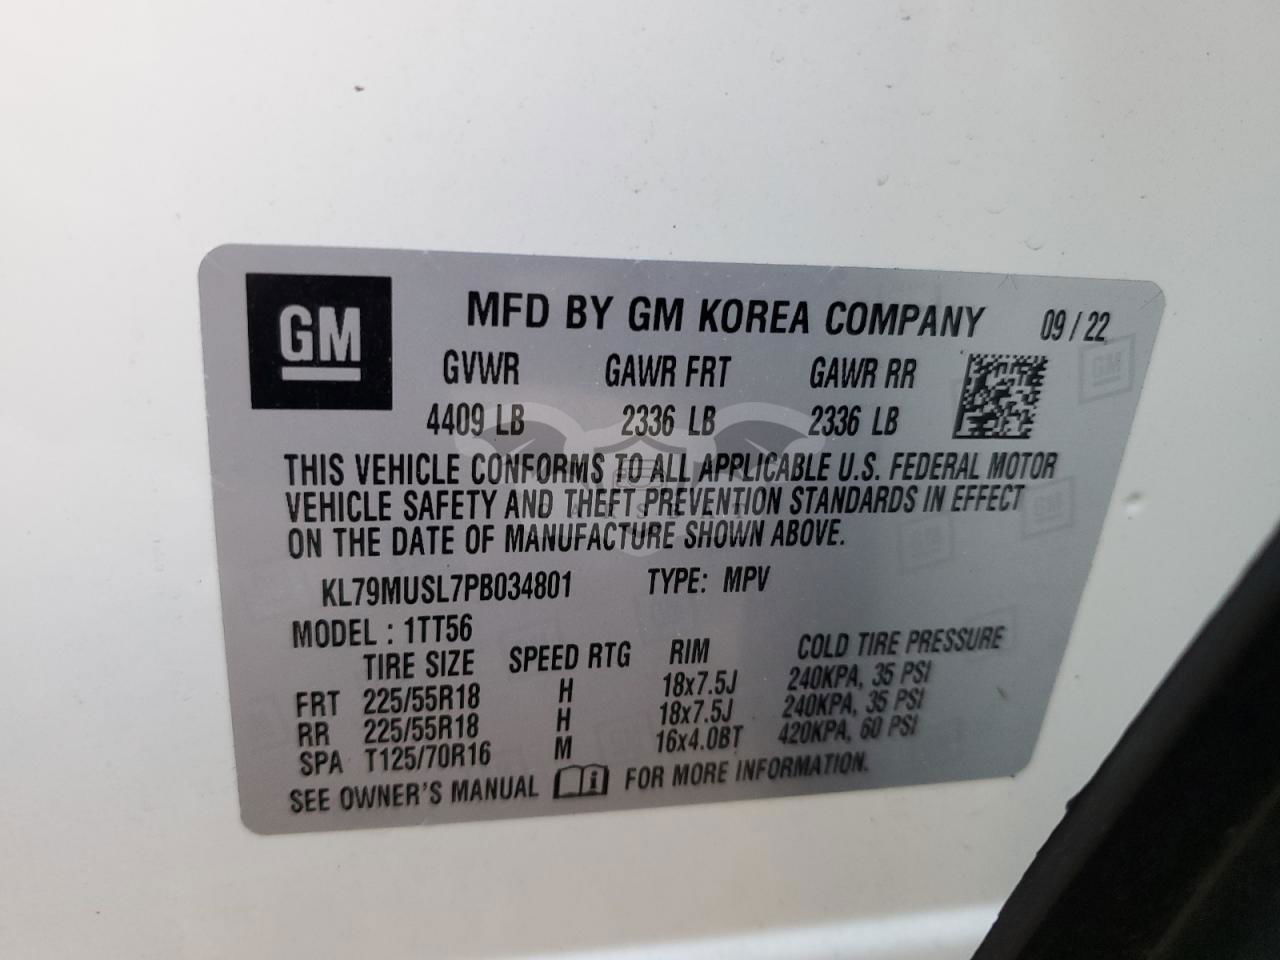 GM
MFD BY GM KOREA COMPANY 09 / 22
GVWR GAWR FRT GAWR RR
4409 LB 2336 LB 2336 LB
THIS VEHICLE CONFORMS TO ALL APPLICABLE U.S. FEDERAL MOTOR
VEHICLE SAFETY AND THEFT PREVENTION STANDARDS IN EFFECT
ON THE DATE OF MANUFACTURE SHOWN ABOVE.
KL79MUSL7PB034801 TYPE: MPV
MODEL : 1TT56
TIRE SIZE SPEED RTG RIM COLD TIRE PRESSURE
FRT 225/55R18 H 18x7.5J 240KPA, 35 PSI
RR 225/55R18 H 18x7.5J 240KPA, 35 PSI
SPA T125/70R16 M 16x4.0BT 420KPA, 60 PSI
SEE OWNER'S MANUAL i FOR MORE INFORMATION.